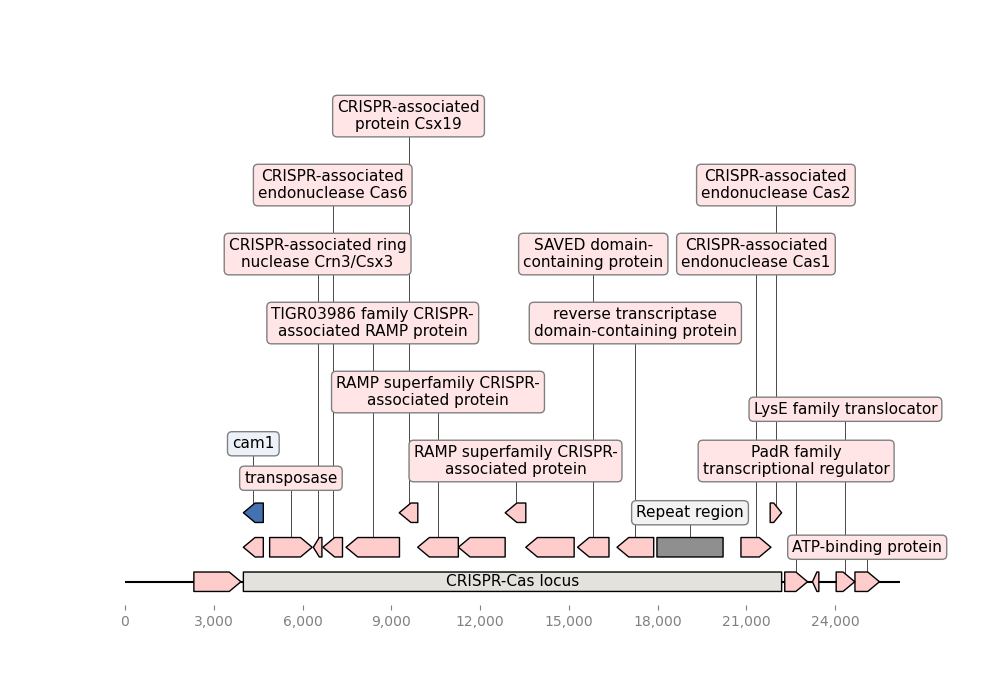 CRISPR-associated
protein Csx19
CRISPR-associated
endonuclease Cas6
CRISPR-associated
endonuclease Cas2
CRISPR-associated ring
nuclease Crn3/Csx3
SAVED domain-
containing protein
CRISPR-associated
endonuclease Cas1
TIGR03986 family CRISPR-
associated RAMP protein
reverse transcriptase
domain-containing protein
RAMP superfamily CRISPR-
associated protein
LysE family translocator
cam1
RAMP superfamily CRISPR-
associated protein
PadR family
transcriptional regulator
transposase
Repeat region
ATP-binding protein
CRISPR-Cas locus
0 3,000 6,000 9,000 12,000 15,000 18,000 21,000 24,000